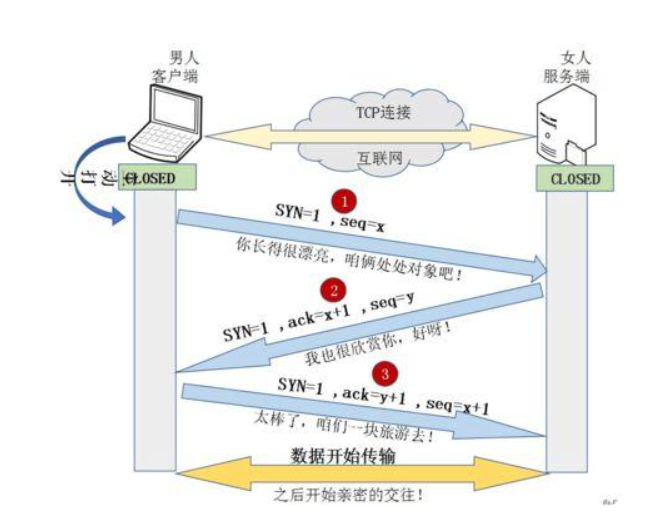 男人
客户端
女人
服务端
TCP连接
互联网
主动打开
CLOSED
CLOSED
1
SYN=1 ,seq=x
你长得很漂亮，咱俩处处对象吧！
2
SYN=1 ,ack=x+1 ,seq=y
我也很欣赏你，好呀！
3
SYN=1 ,ack=y+1 ,seq=x+1
太棒了，咱们一块旅游去！
数据开始传输
之后开始亲密的交往！